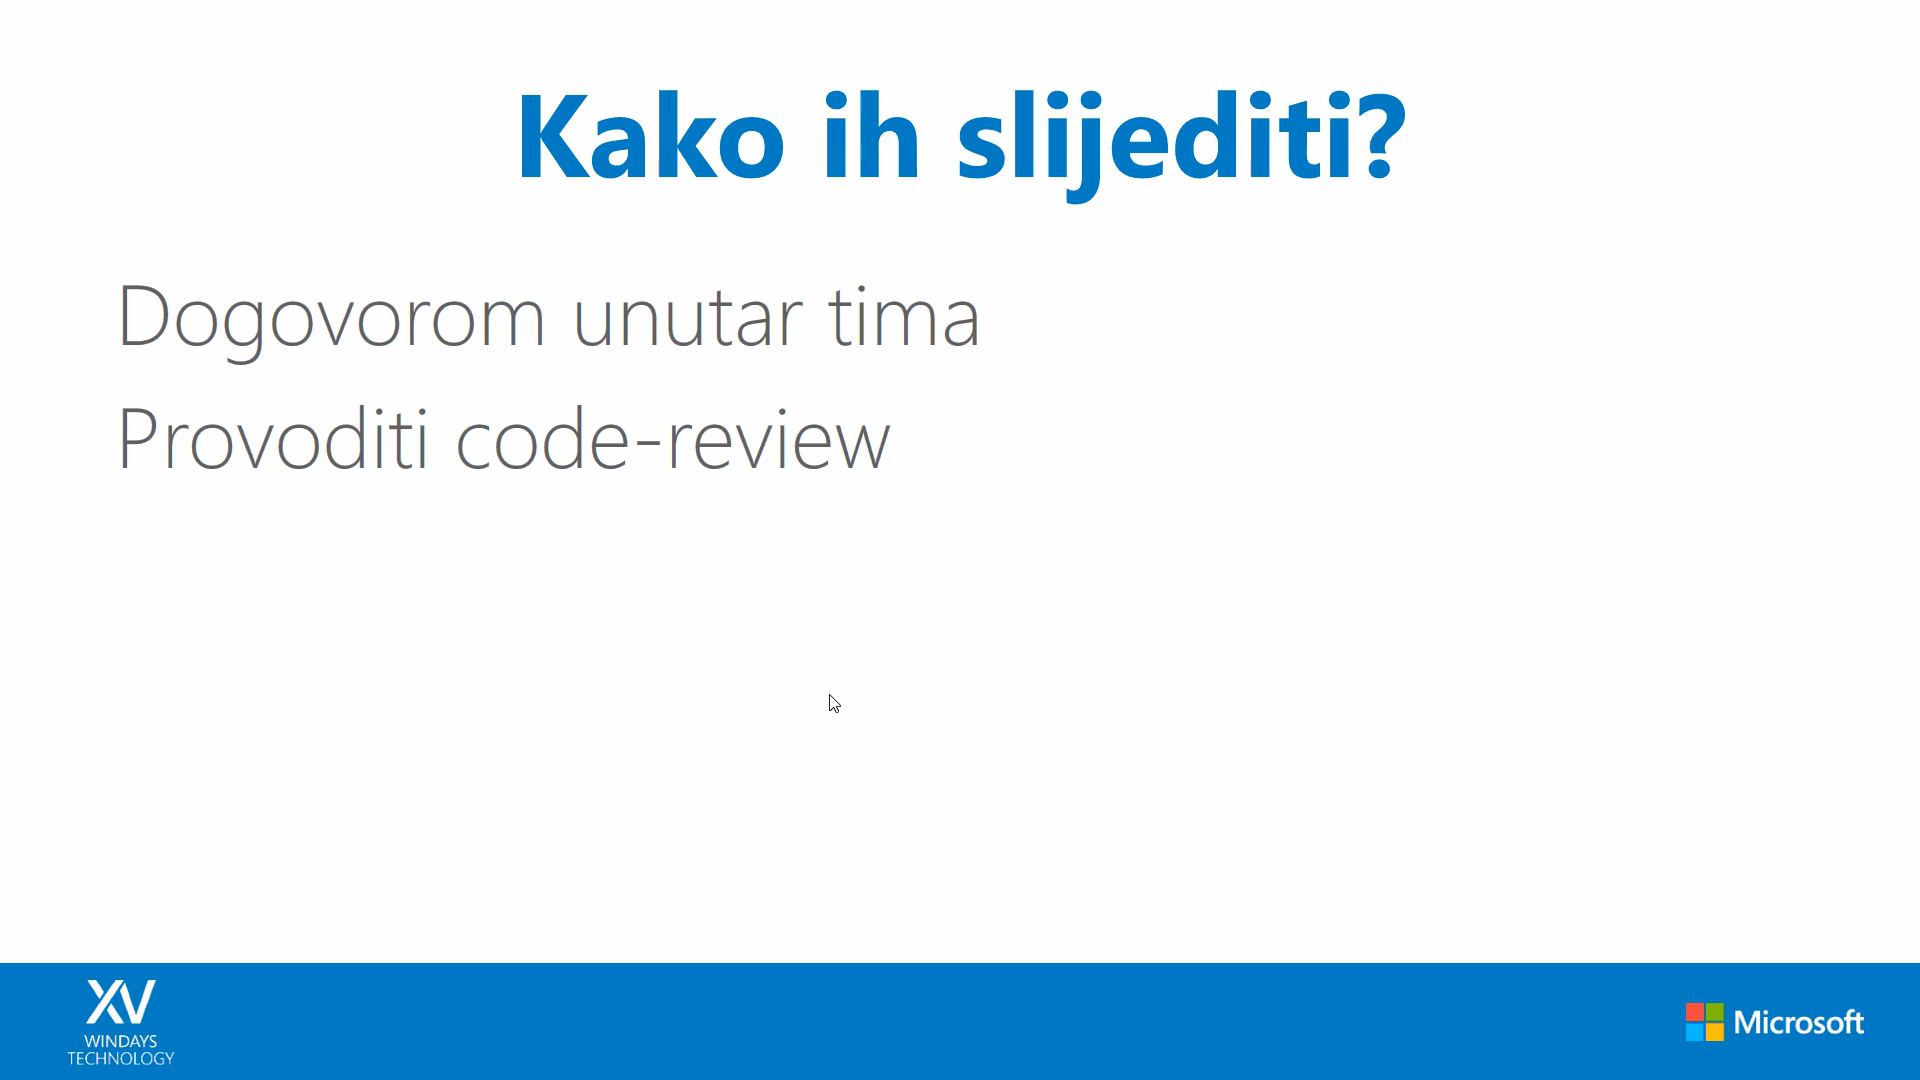 Kako ih slijediti?
Dogovorom unutar tima
Provoditi code-review
XV
WINDAYS
TECHNOLOGY
Microsoft